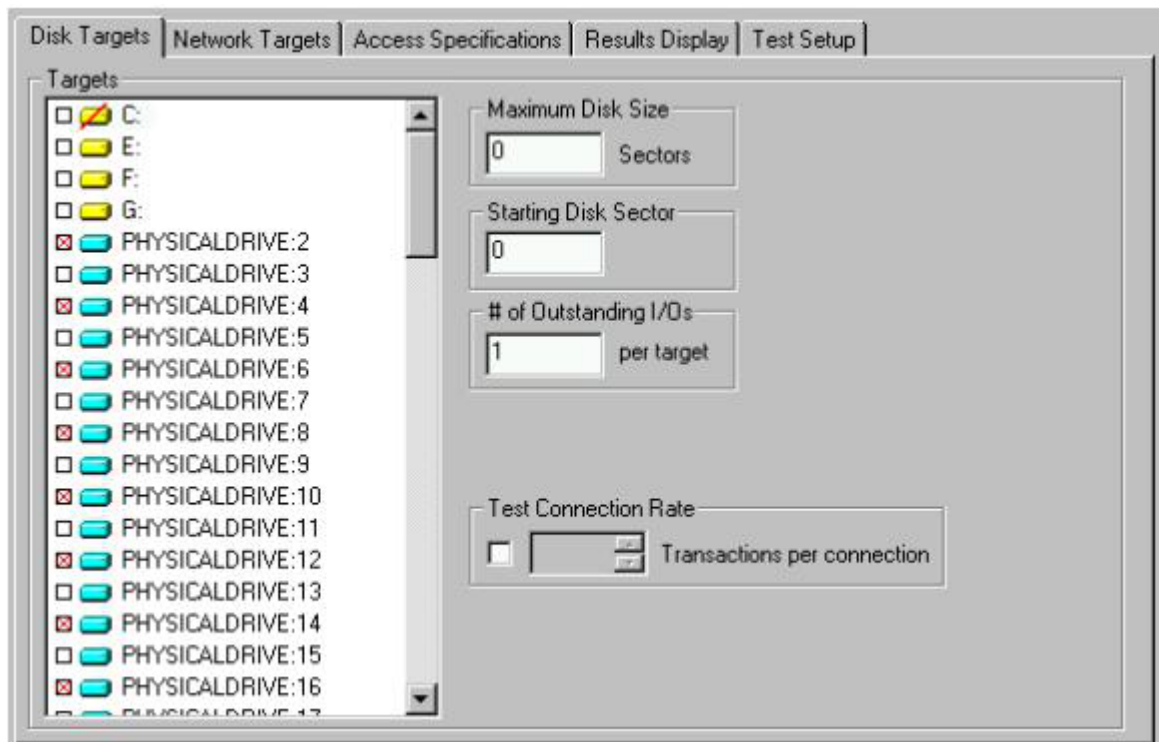 Disk Targets Network Targets Access Specifications Results Display Test Setup
Targets
C:
E:
F:
G:
PHYSICALDRIVE:2
PHYSICALDRIVE:3
PHYSICALDRIVE:4
PHYSICALDRIVE:5
PHYSICALDRIVE:6
PHYSICALDRIVE:7
PHYSICALDRIVE:8
PHYSICALDRIVE:9
PHYSICALDRIVE:10
PHYSICALDRIVE:11
PHYSICALDRIVE:12
PHYSICALDRIVE:13
PHYSICALDRIVE:14
PHYSICALDRIVE:15
PHYSICALDRIVE:16
PHYSICALDRIVE:17
Maximum Disk Size
0 Sectors
Starting Disk Sector
0
# of Outstanding I/Os
1 per target
Test Connection Rate
Transactions per connection